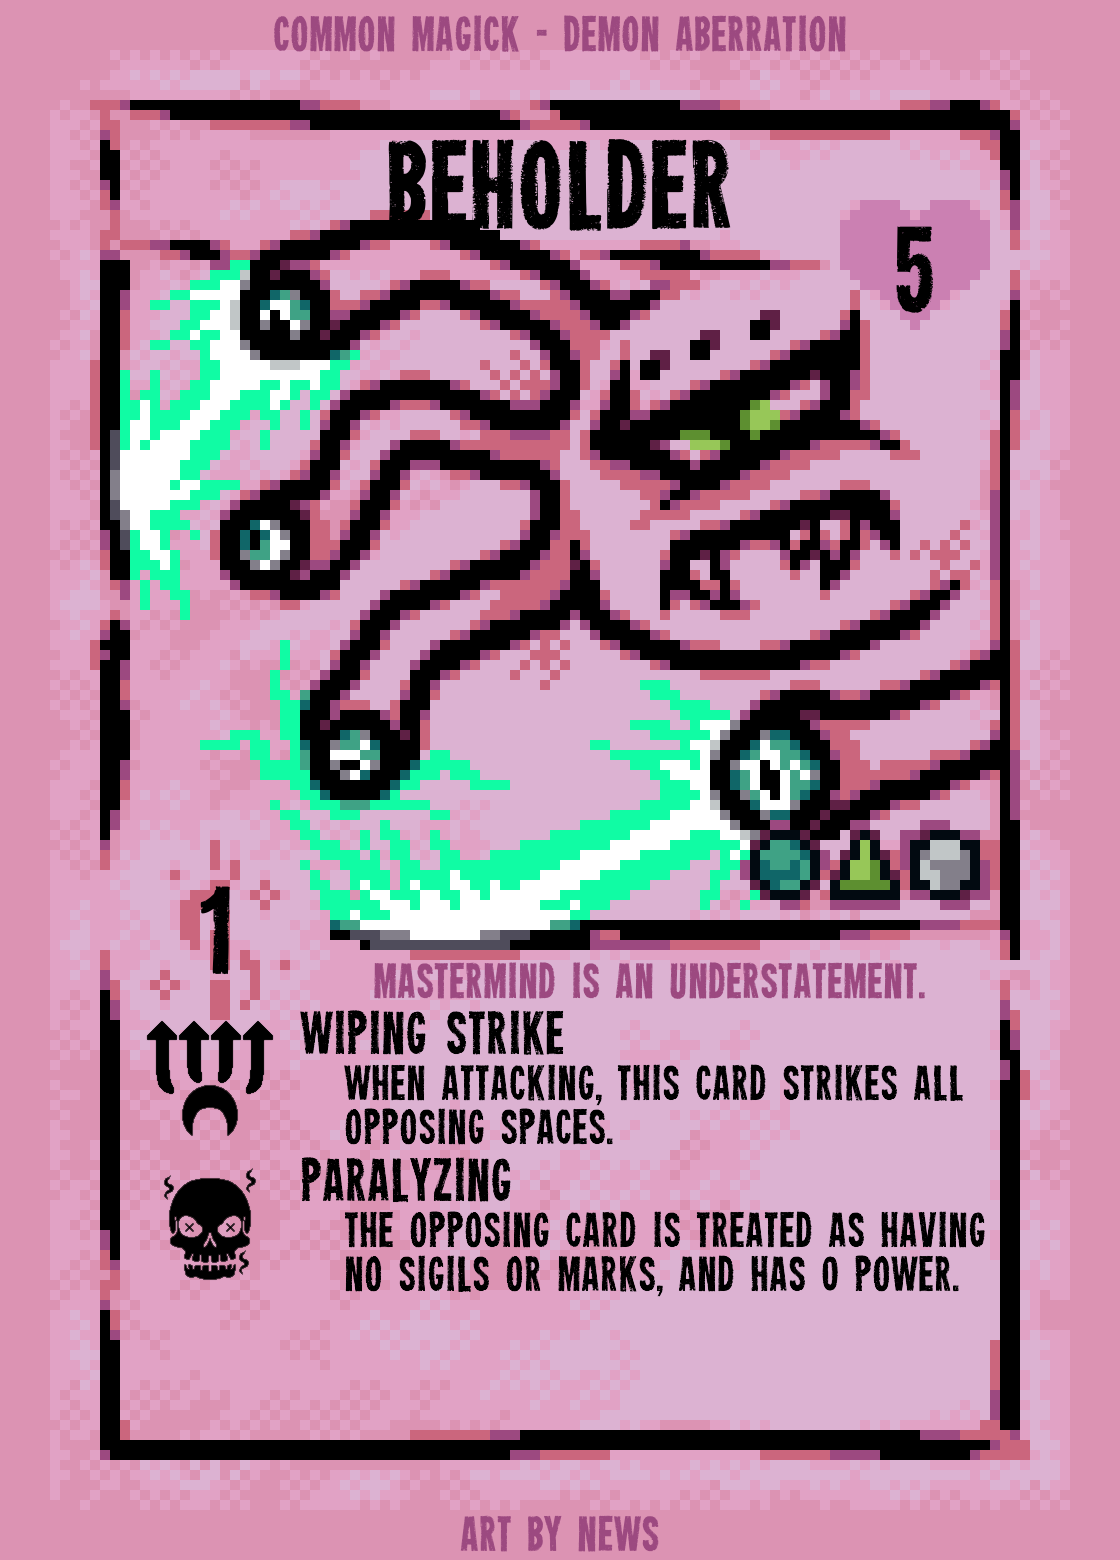 COMMON MAGICK - DEMON ABERRATION
BEHOLDER
5
1
MASTERMIND IS AN UNDERSTATEMENT.
WIPING STRIKE
WHEN ATTACKING, THIS CARD STRIKES ALL
OPPOSING SPACES.
PARALYZING
THE OPPOSING CARD IS TREATED AS HAVING
NO SIGILS OR MARKS, AND HAS 0 POWER.
ART BY NEWS